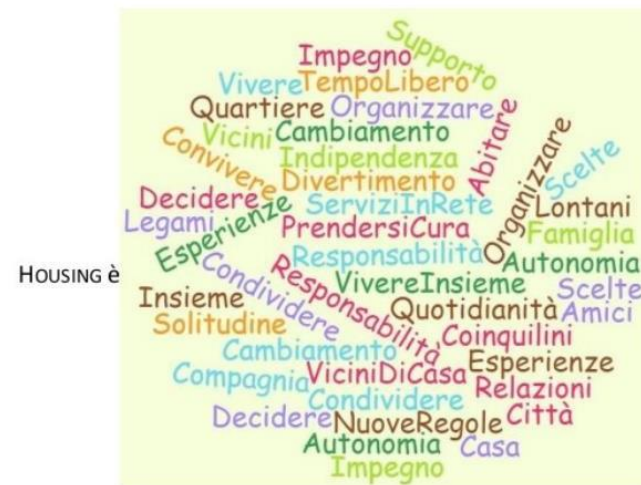 Supporto
Impegno
Vivere TempoLibero
Quartiere Organizzare
Vicini Cambiamento
Abitare
Convivere Indipendenza
Organizzare
Scelte
Decidere Divertimento
Legami Esperienze ServiziInRete
Lontani
PrendersiCura
Famiglia
Responsabilità
Autonomia
HOUSING è
Condividere
Responsabilità
VivereInsieme
Scelte
Insieme
Quotidianità Amici
Solitudine
Coinquilini
Cambiamento
Esperienze
Compagnia ViciniDiCasa
Relazioni
Condividere
Decidere NuoveRegole Città
Autonomia Casa
Impegno